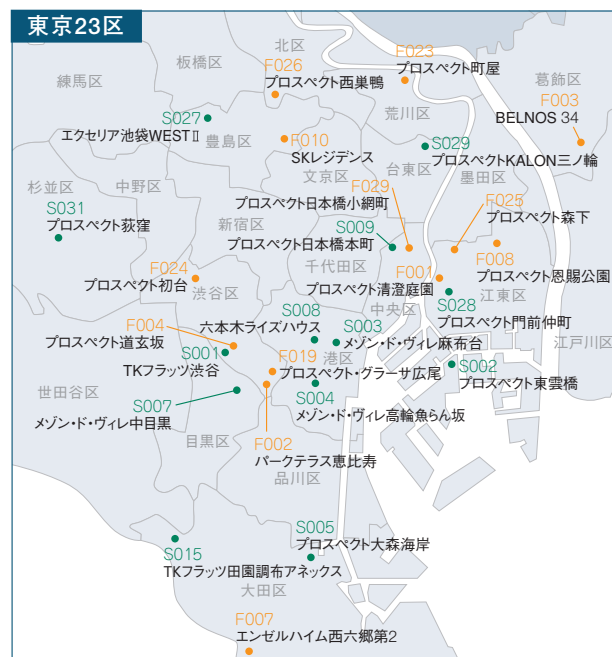 東京23区
北区
板橋区
F023
プロスペクト町屋
F026
プロスペクト西巣鴨
練馬区
葛飾区
F003
BELNOS 34
荒川区
S027
エクセリア池袋WESTⅡ
豊島区
F010
SKレジデンス
文京区
S029
プロスペクトKALON三ノ輪
台東区
墨田区
杉並区
中野区
S031
プロスペクト荻窪
F029
プロスペクト日本橋小網町
F025
プロスペクト森下
新宿区
S009
プロスペクト日本橋本町
千代田区
F008
プロスペクト恩賜公園
F024
プロスペクト初台
渋谷区
F001
プロスペクト清澄庭園
江東区
中央区
S028
プロスペクト門前仲町
江戸川区
S008
六本木ライズハウス
F004
プロスペクト道玄坂
S003
メゾン・ド・ヴィレ麻布台
S001
TKフラッツ渋谷
港区
F019
プロスペクト・グラーサ広尾
S002
プロスペクト東雲橋
世田谷区
S007
メゾン・ド・ヴィレ中目黒
S004
メゾン・ド・ヴィレ高輪魚らん坂
目黒区
F002
パークテラス恵比寿
品川区
S005
プロスペクト大森海岸
S015
TKフラッツ田園調布アネックス
大田区
F007
エンゼルハイム西六郷第2